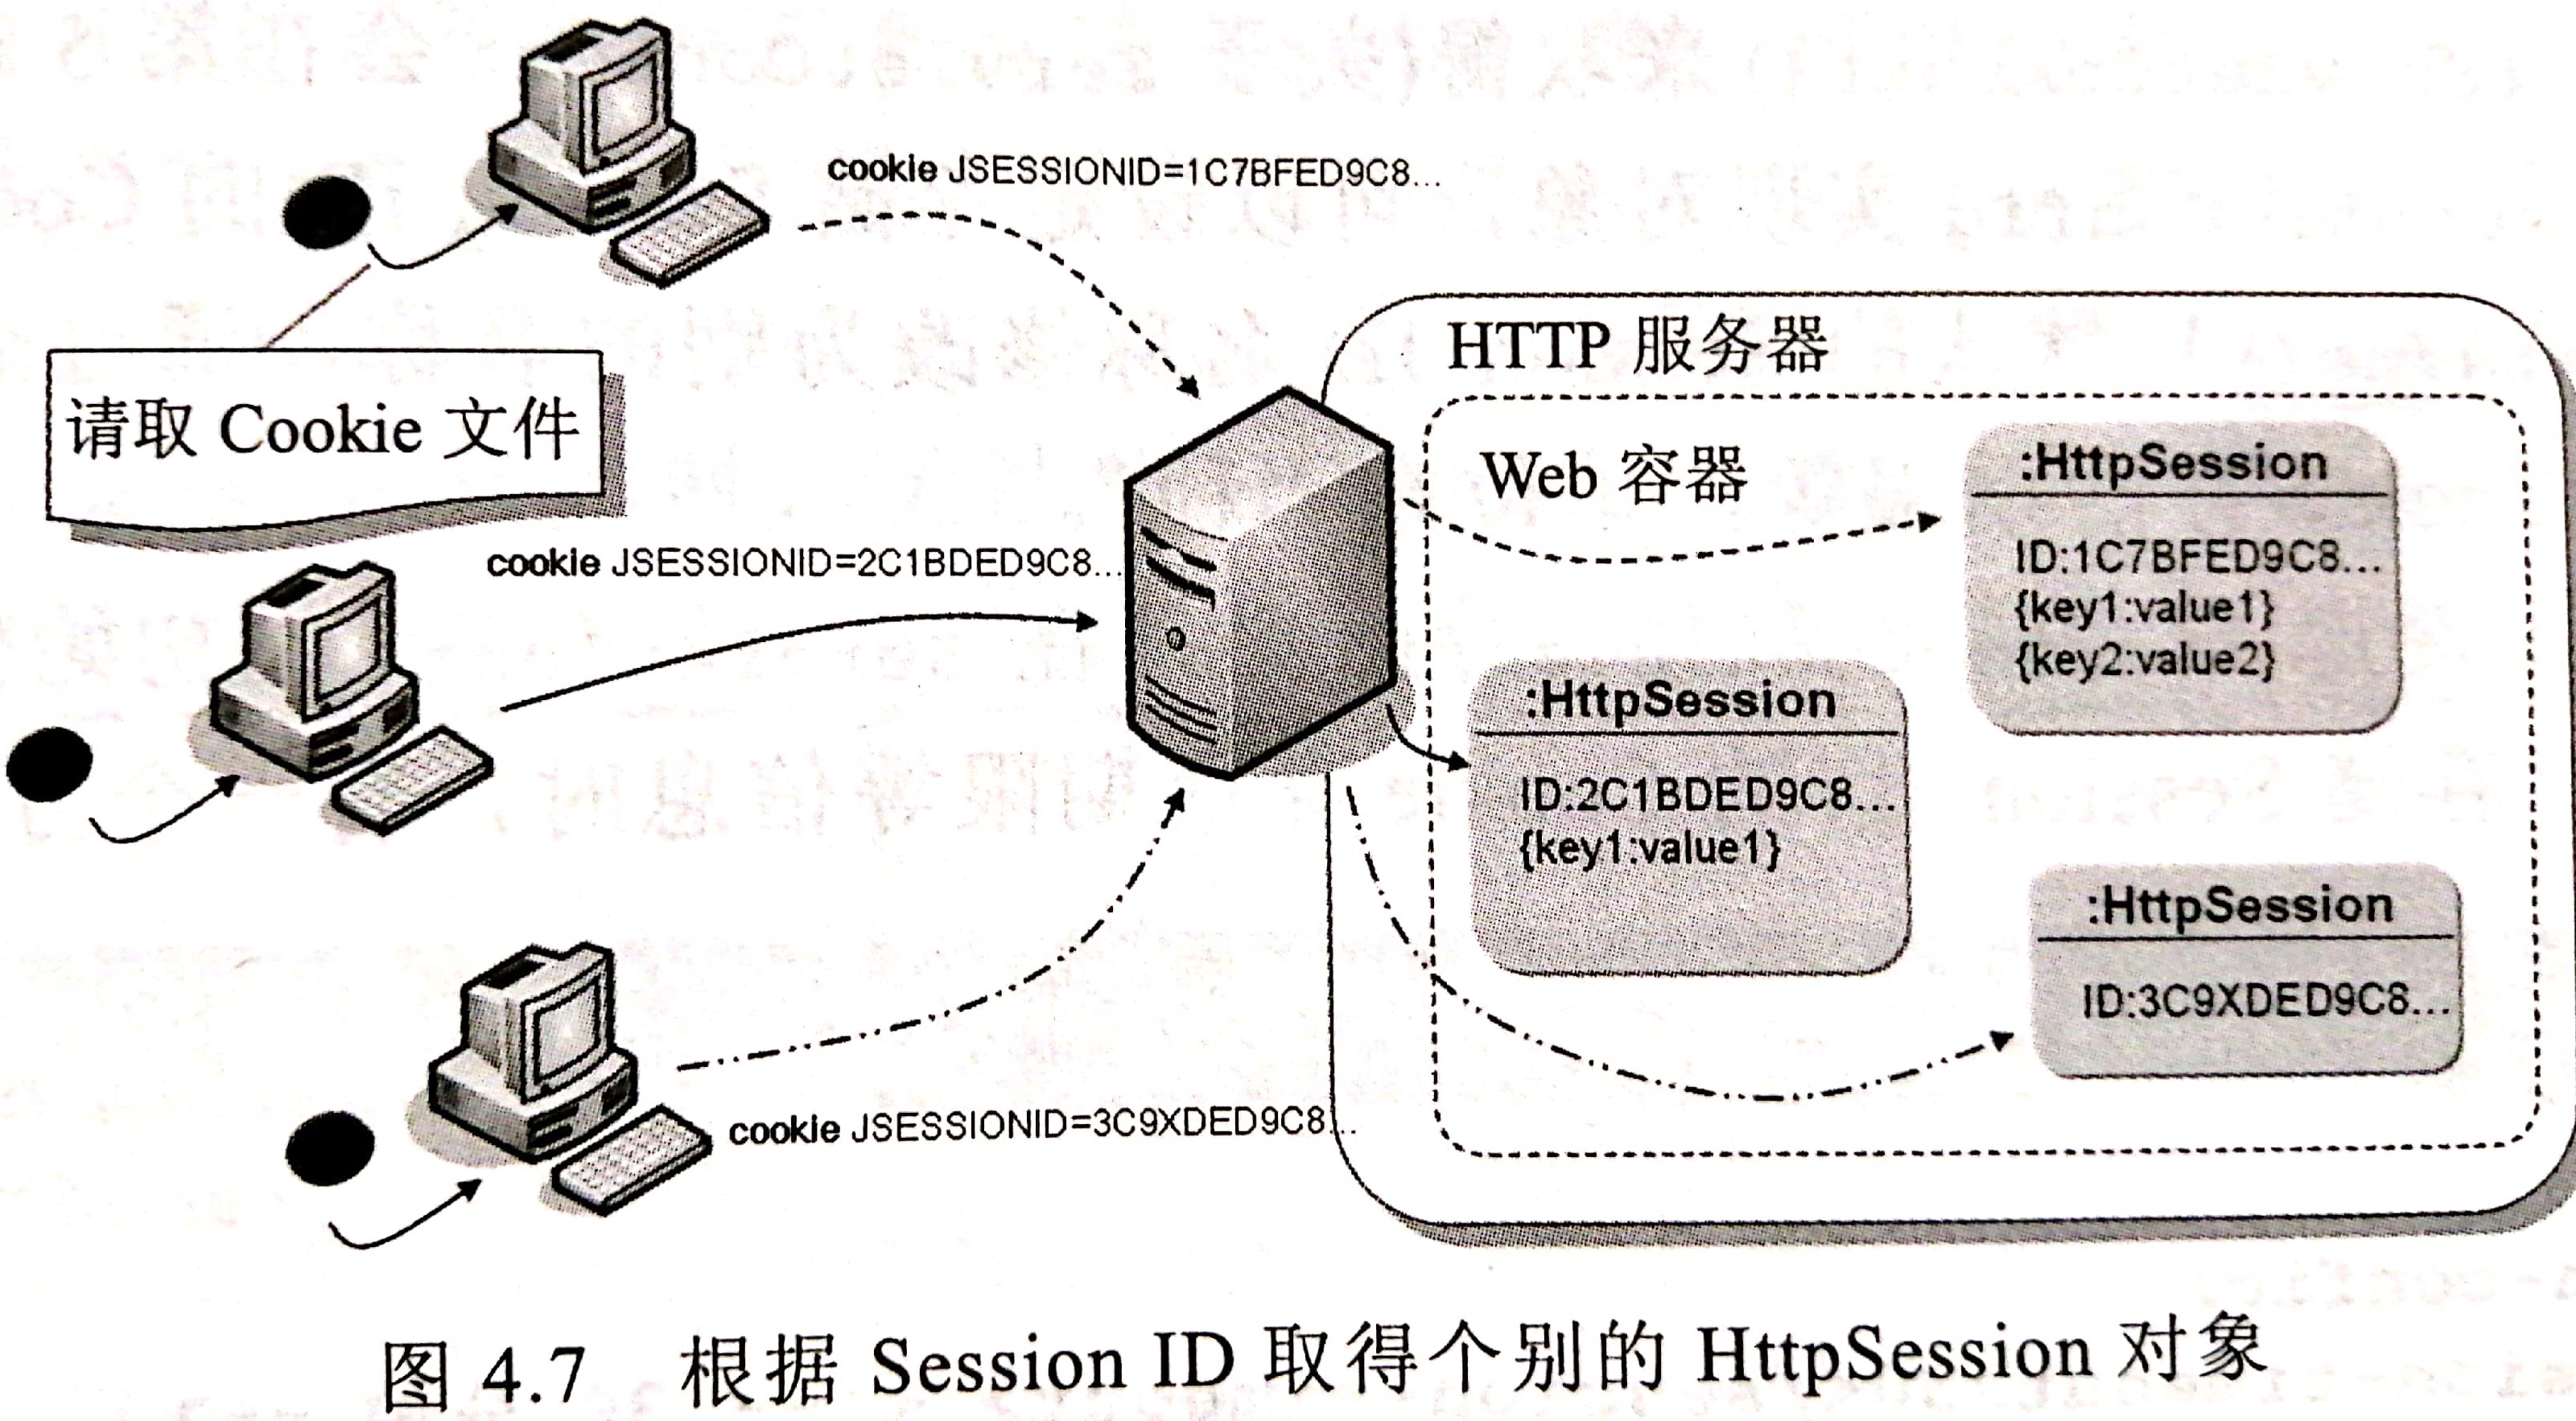 cookie JSESSIONID=1C7BFED9C8...
请取 Cookie 文件
HTTP 服务器
Web 容器
:HttpSession
ID:1C7BFED9C8...
{key1:value1}
{key2:value2}
cookie JSESSIONID=2C1BDED9C8...
:HttpSession
ID:2C1BDED9C8...
{key1:value1}
:HttpSession
ID:3C9XDED9C8...
cookie JSESSIONID=3C9XDED9C8...
图 4.7 根据 Session ID 取得个别的 HttpSession 对象